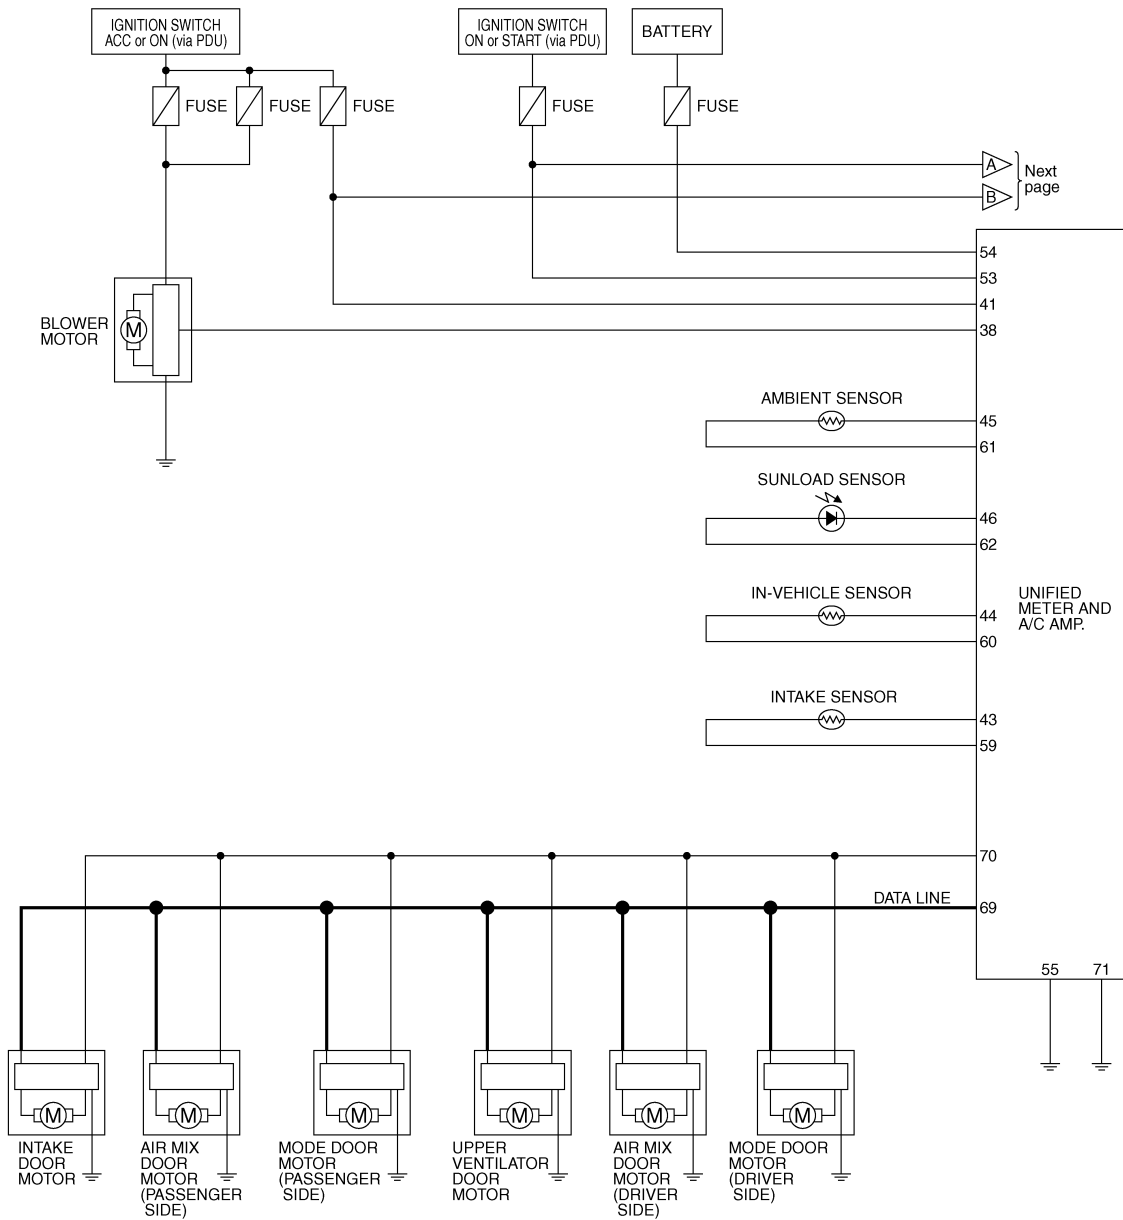 IGNITION SWITCH
ACC or ON (via PDU)
IGNITION SWITCH
ON or START (via PDU)
BATTERY
FUSE
FUSE
FUSE
FUSE
FUSE
A
B
Next
page
54
53
41
38
BLOWER
MOTOR
M
AMBIENT SENSOR
45
61
SUNLOAD SENSOR
46
62
IN-VEHICLE SENSOR
44
60
UNIFIED
METER AND
A/C AMP.
INTAKE SENSOR
43
59
70
DATA LINE
69
55
71
M
M
M
M
M
M
INTAKE
DOOR
MOTOR
AIR MIX
DOOR
MOTOR
(PASSENGER
SIDE)
MODE DOOR
MOTOR
(PASSENGER
SIDE)
UPPER
VENTILATOR
DOOR
MOTOR
AIR MIX
DOOR
MOTOR
(DRIVER
SIDE)
MODE DOOR
MOTOR
(DRIVER
SIDE)